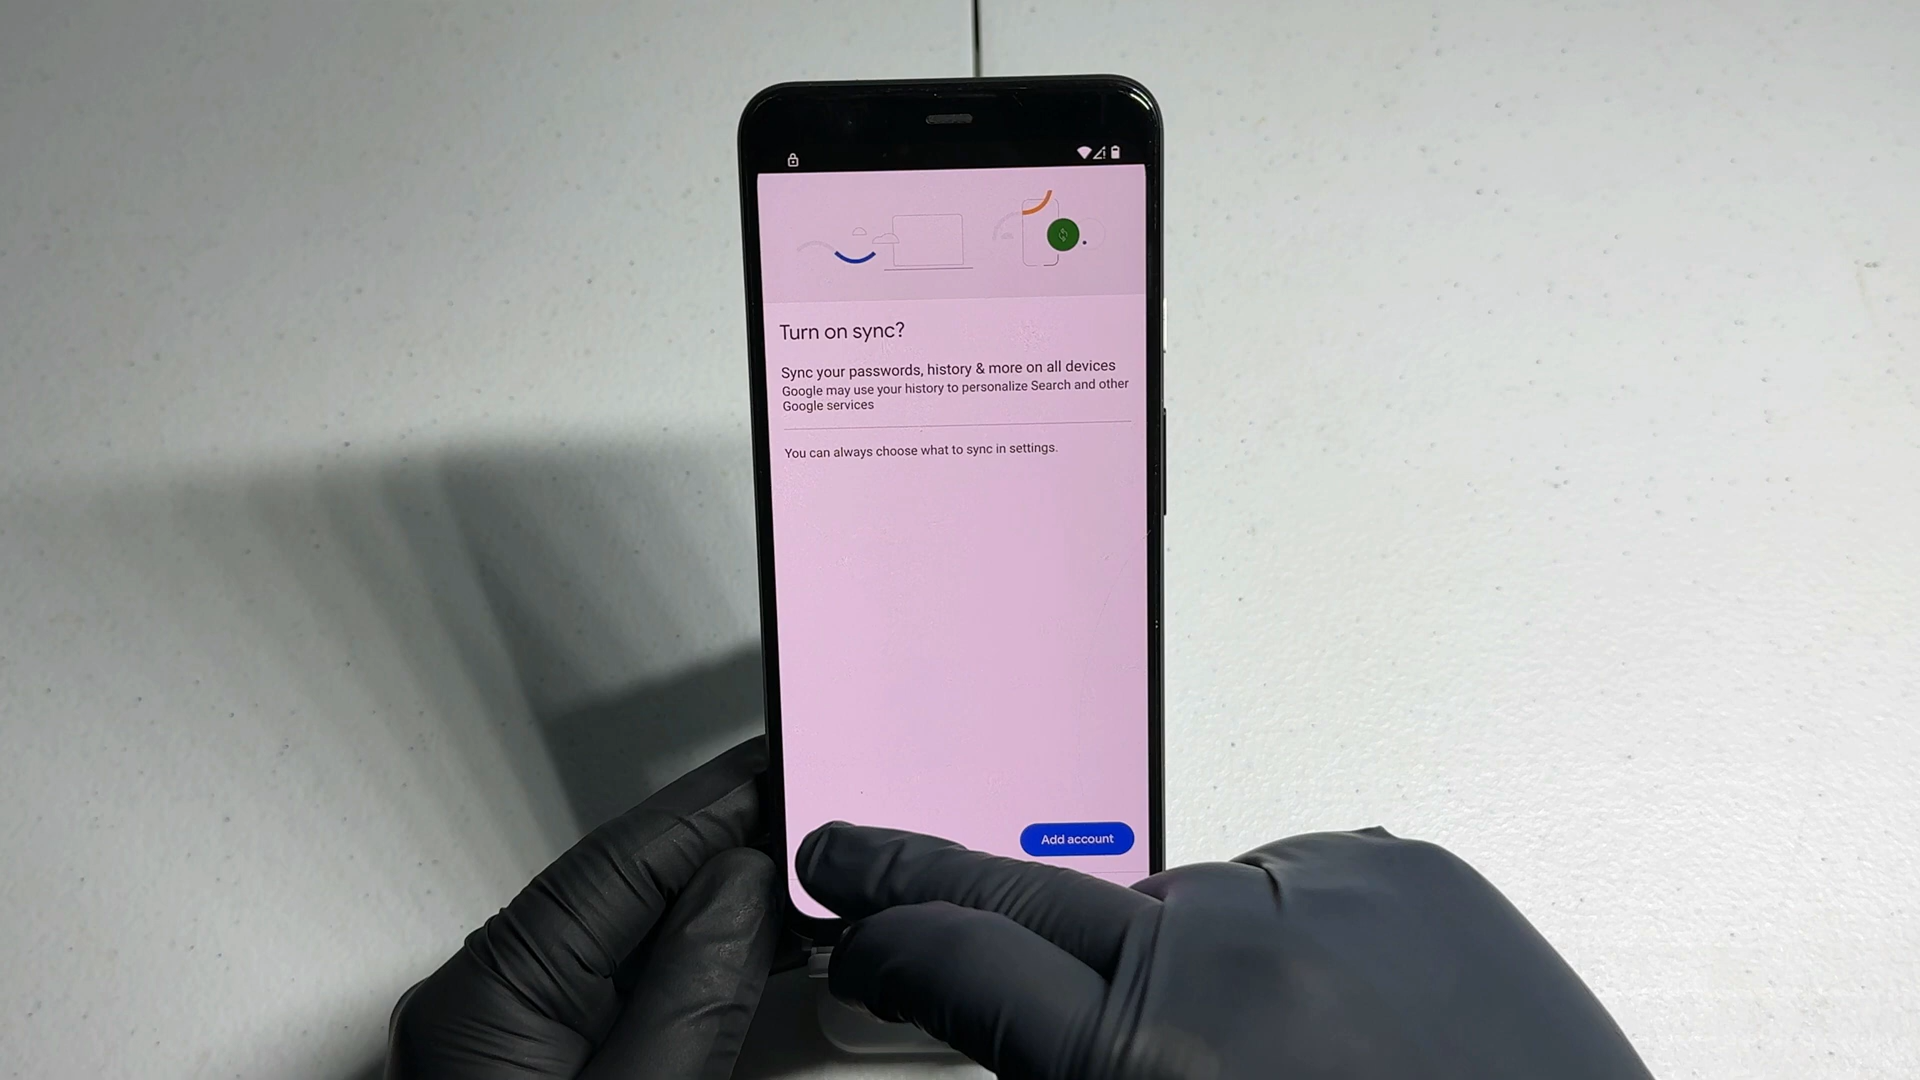 Turn on sync?
Sync your passwords, history & more on all devices
Google may use your history to personalize Search and other
Google services
You can always choose what to sync in settings.
Add account